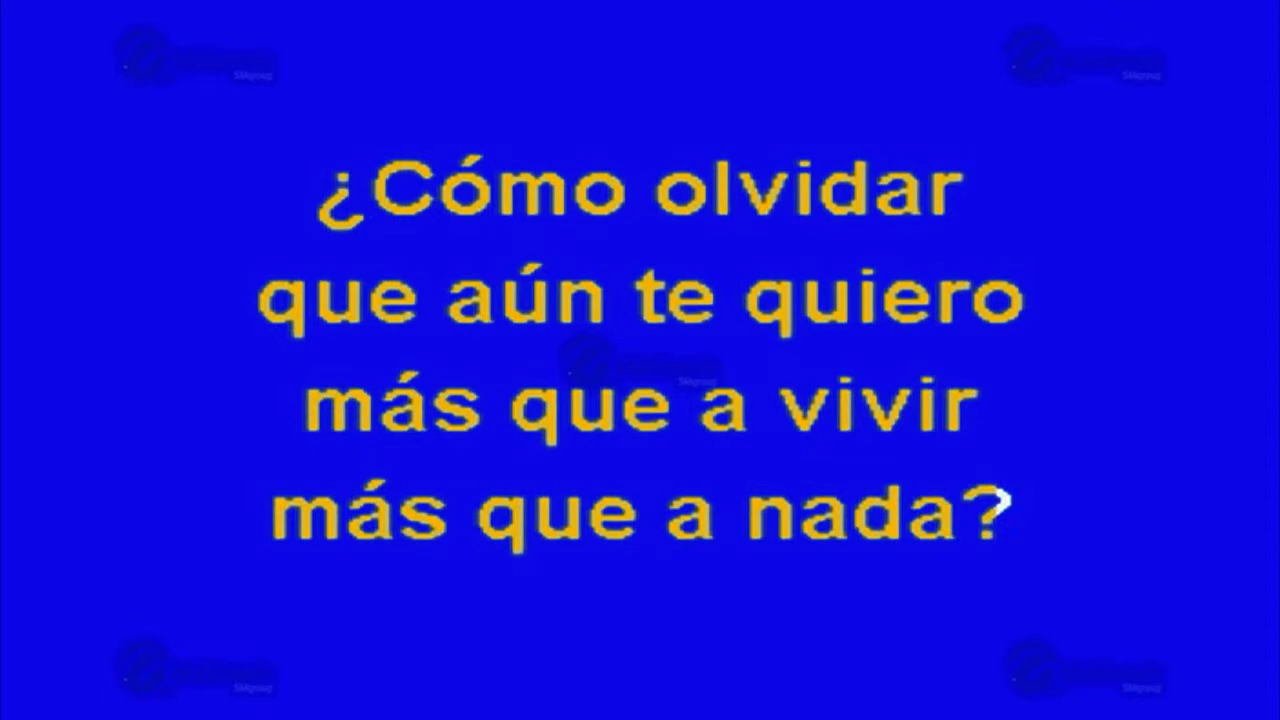 ¿Cómo olvidar
que aún te quiero
más que a vivir
más que a nada?